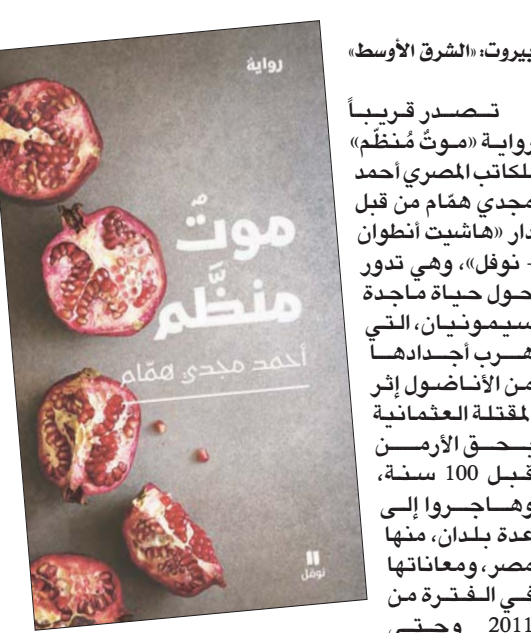 بيروت: «الشرق الأوسط»
تـصـدر قـريـبـاً
رواية «موتٌ مُنظّم»
للكاتب المصري أحمد
مجدي همّام من قبل
دار «هاشيت أنطوان
- نوفل»، وهي تدور
حول حياة ماجدة
سيمونيان، التي
هرب أجدادها
من الأناضول إثر
المقتلة العثمانية
بحق الأرمن
قبل 100 سنة،
وهاجروا إلى
عدة بلدان، منها
مصر، ومعاناتها
في الفترة من
2011 وحتى
رواية
موتٌ
منظَّم
أحمد مجدي همّام
نوفل